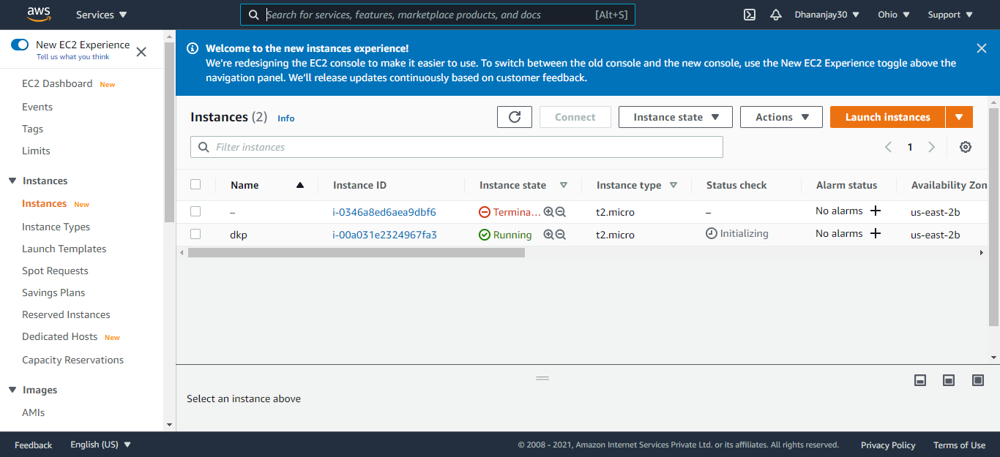 aws
Services
Search for services, features, marketplace products, and docs [Alt+S]
Dhananjay30
Ohio
Support
New EC2 Experience
Tell us what you think
EC2 Dashboard New
Events
Tags
Limits
Instances
Instances New
Instance Types
Launch Templates
Spot Requests
Savings Plans
Reserved Instances
Dedicated Hosts New
Capacity Reservations
Images
AMIs
Welcome to the new instances experience!
We're redesigning the EC2 console to make it easier to use. To switch between the old console and the new console, use the New EC2 Experience toggle above the
navigation panel. We'll release updates continuously based on customer feedback.
Instances (2) Info
Connect
Instance state
Actions
Launch instances
Filter instances
1
Name Instance ID Instance state Instance type Status check Alarm status Availability Zon
– i-0346a8ed6aea9dbf6 Termina... t2.micro – No alarms us-east-2b
dkp i-00a031e2324967fa3 Running t2.micro Initializing No alarms us-east-2b
Select an instance above
Feedback English (US) © 2008 - 2021, Amazon Internet Services Private Ltd. or its affiliates. All rights reserved. Privacy Policy Terms of Use